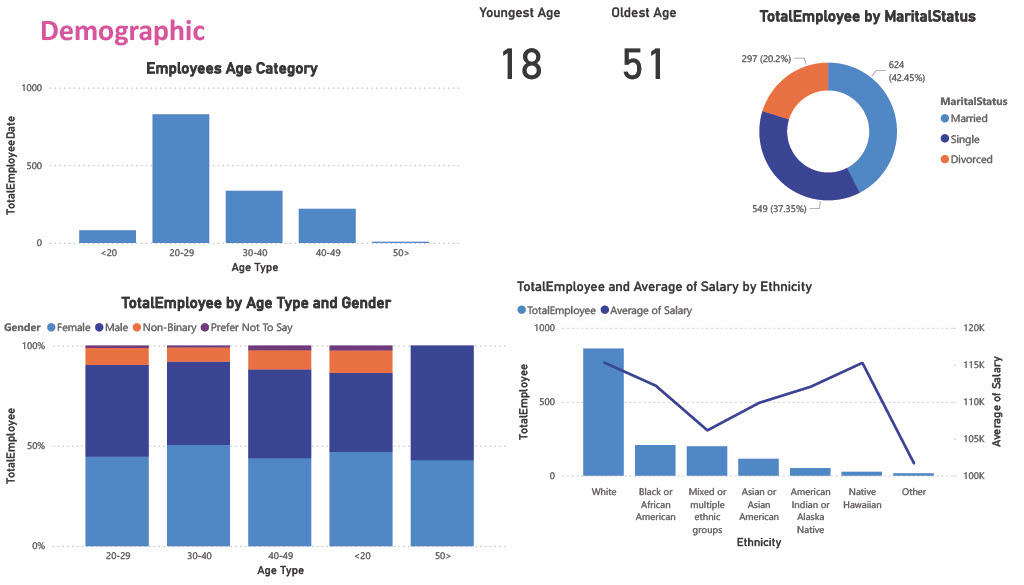 Demographic
Youngest Age
18
Oldest Age
51
Employees Age Category
TotalEmployeeDate
1000
500
0
<20
20-29
30-40
40-49
50>
Age Type
TotalEmployee by MaritalStatus
297 (20.2%)
624
(42.45%)
549 (37.35%)
MaritalStatus
Married
Single
Divorced
TotalEmployee by Age Type and Gender
Gender Female Male Non-Binary Prefer Not To Say
TotalEmployee
100%
50%
0%
20-29
30-40
40-49
<20
50>
Age Type
TotalEmployee and Average of Salary by Ethnicity
TotalEmployee Average of Salary
TotalEmployee
1000
500
0
120K
115K
110K
105K
100K
Average of Salary
White
Black or
African
American
Mixed or
multiple
ethnic
groups
Asian or
Asian
American
American
Indian or
Alaska
Native
Native
Hawaiian
Other
Ethnicity